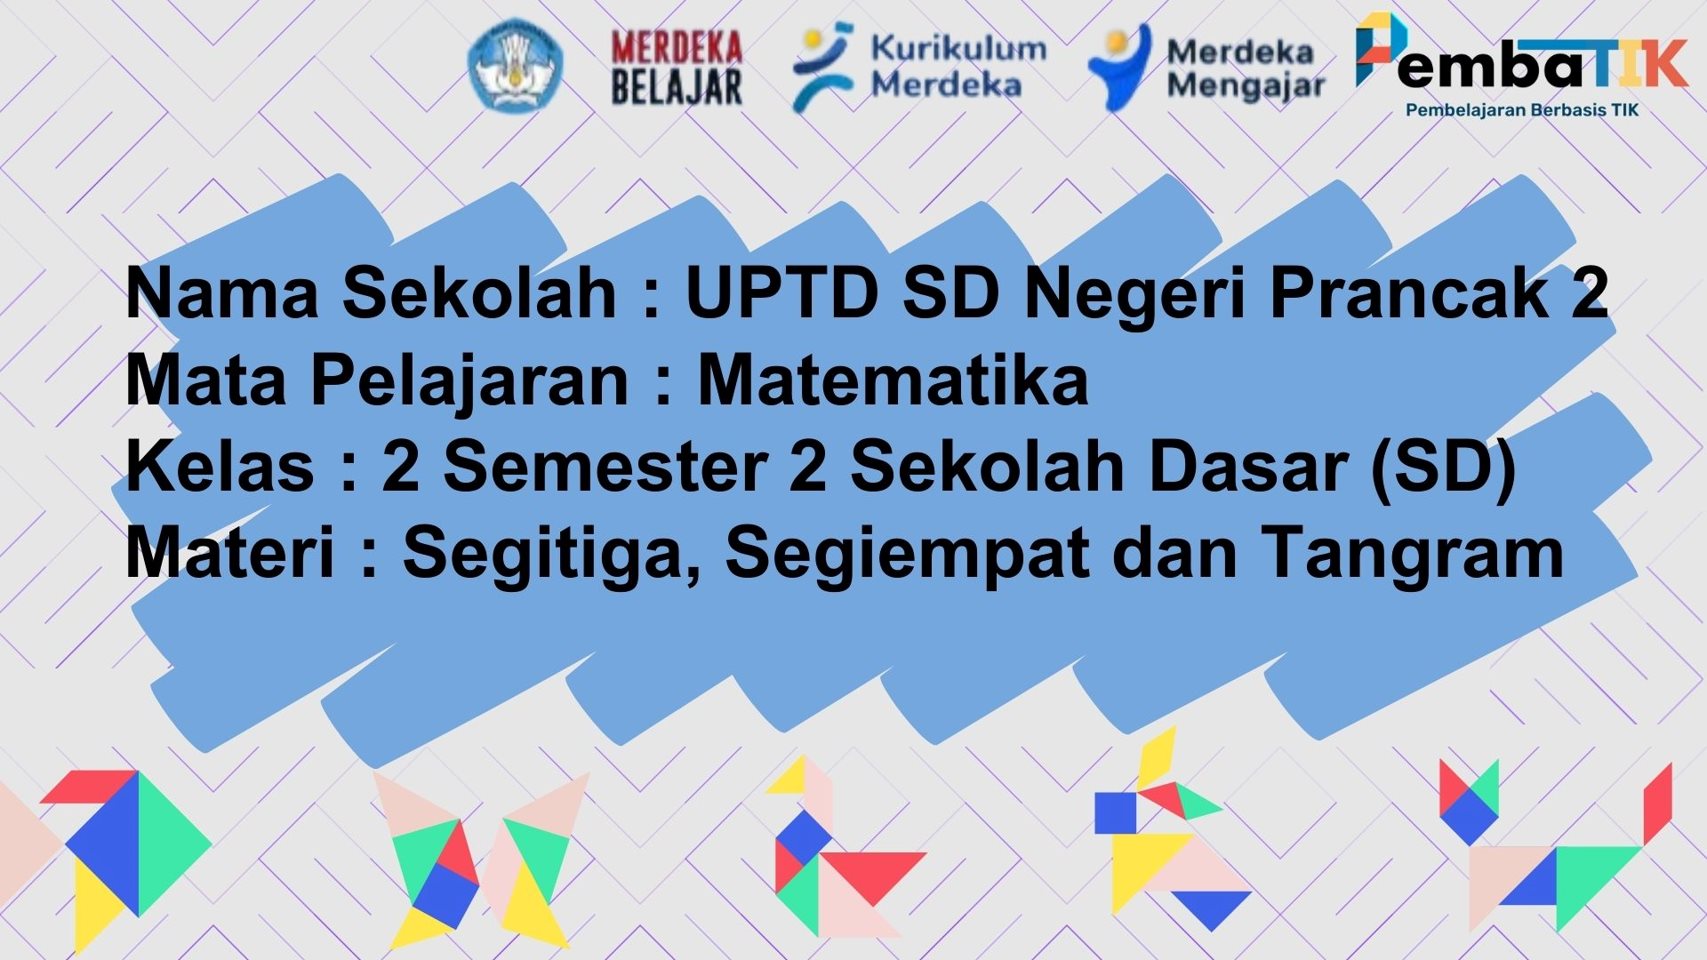 MERDEKA
BELAJAR
Kurikulum
Merdeka
Merdeka
Mengajar
PembaTIK
Pembelajaran Berbasis TIK
Nama Sekolah : UPTD SD Negeri Prancak 2
Mata Pelajaran : Matematika
Kelas : 2 Semester 2 Sekolah Dasar (SD)
Materi : Segitiga, Segiempat dan Tangram